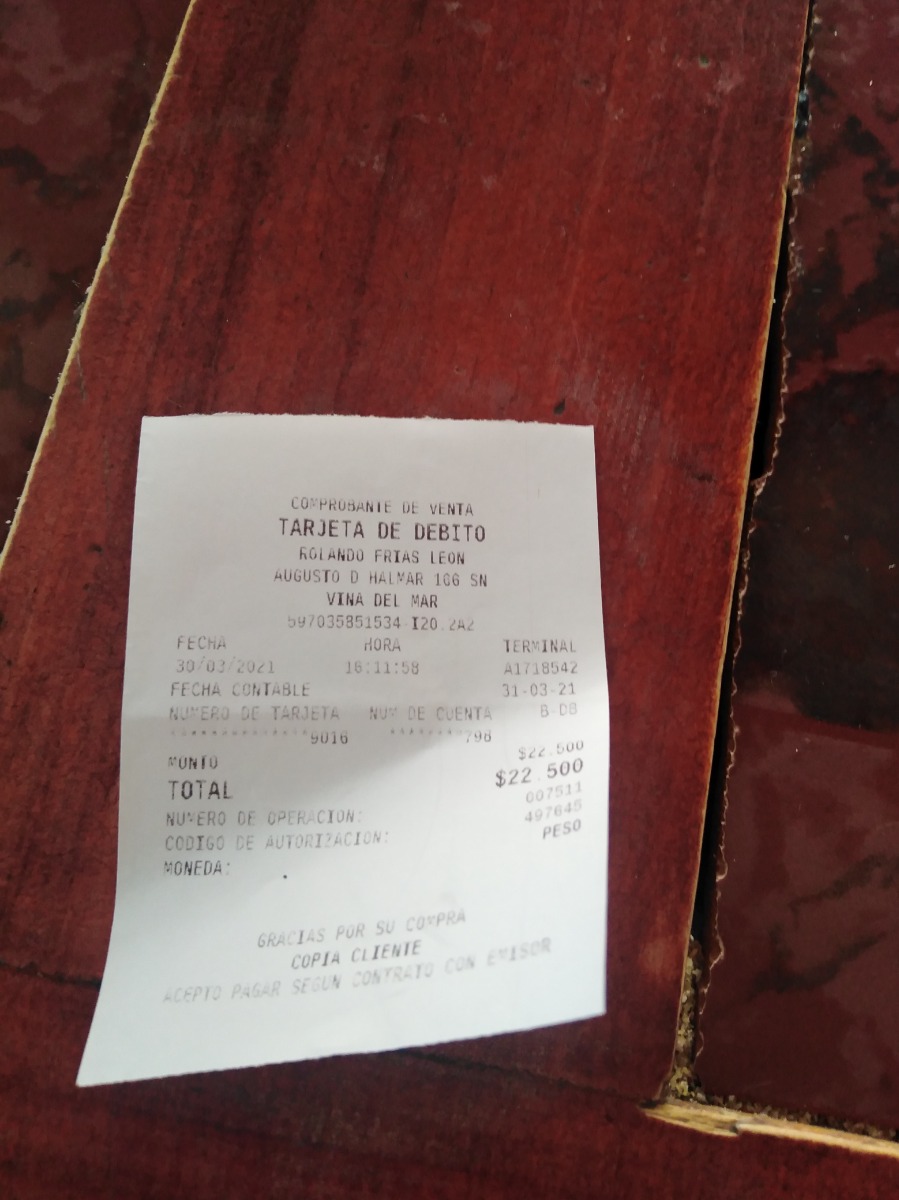 COMPROBANTE DE VENTA
TARJETA DE DEBITO
ROLANDO FRIAS LEON
AUGUSTO D HALMAR 106 SN
VINA DEL MAR
597035851534-I20.2A2
FECHA HORA TERMINAL
30/03/2021 16:11:58 A1718542
FECHA CONTABLE 31-03-21
NUMERO DE TARJETA NUM DE CUENTA B-DB
***************9016 ********798
MONTO $22.500
TOTAL $22.500
NUMERO DE OPERACION: 007511
CODIGO DE AUTORIZACION: 497645
MONEDA: PESO
GRACIAS POR SU COMPRA
COPIA CLIENTE
ACEPTO PAGAR SEGUN CONTRATO CON EMISOR